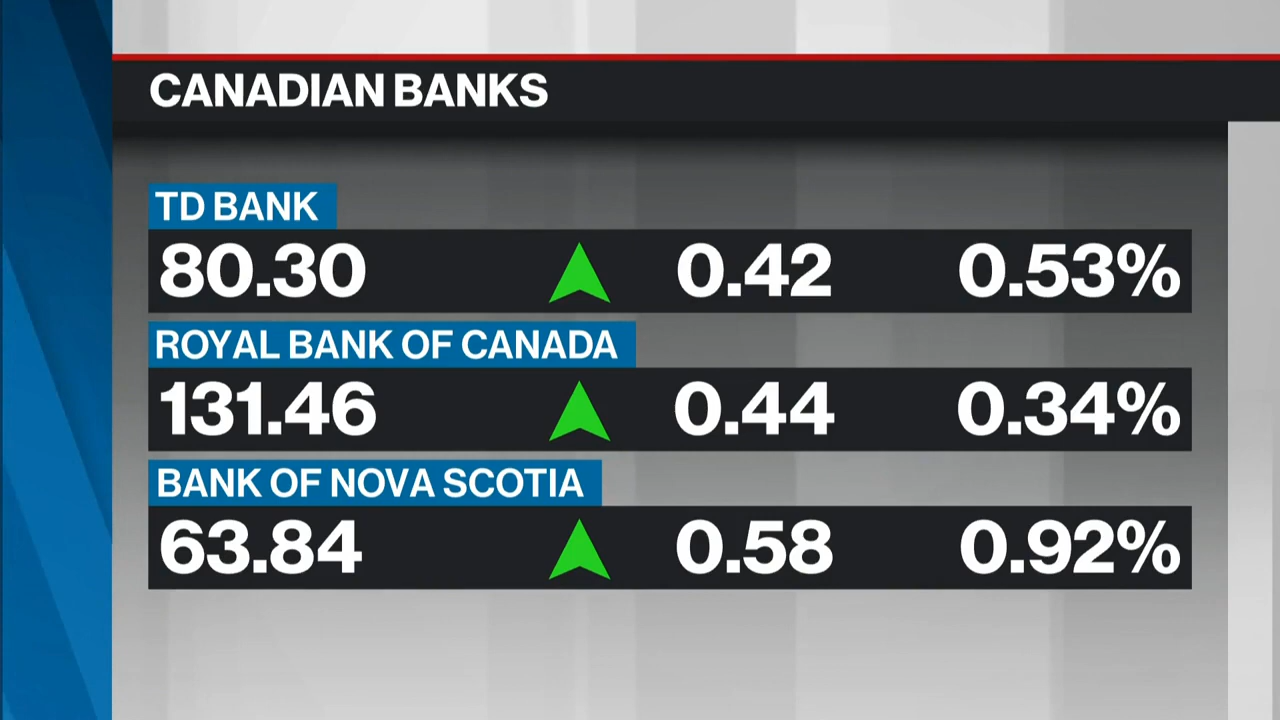 CANADIAN BANKS
TD BANK
80.30 0.42 0.53%
ROYAL BANK OF CANADA
131.46 0.44 0.34%
BANK OF NOVA SCOTIA
63.84 0.58 0.92%